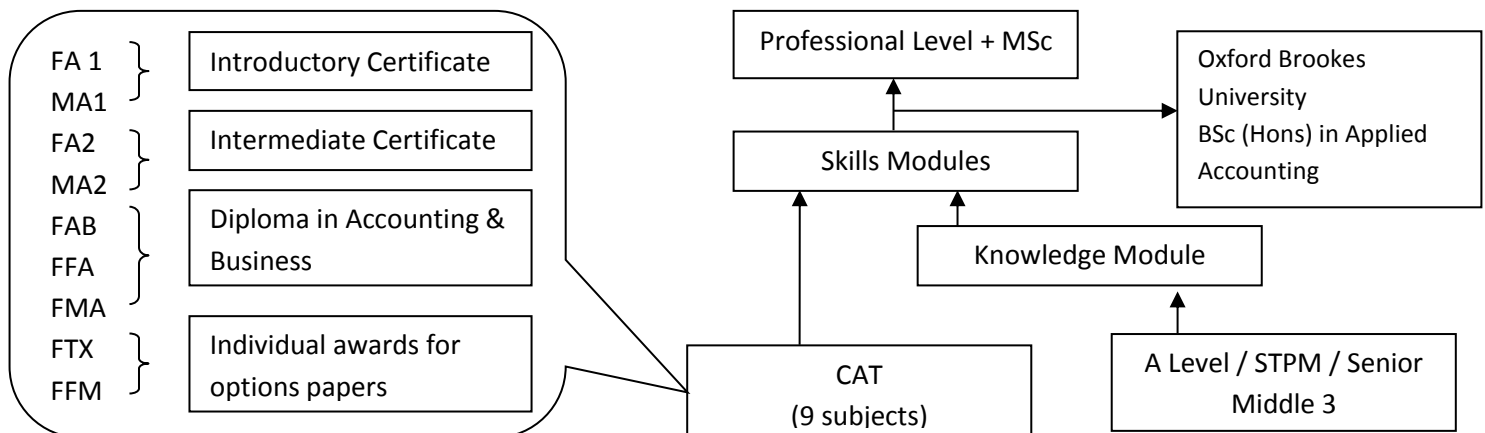 FA 1
MA1
Introductory Certificate
FA2
MA2
Intermediate Certificate
FAB
FFA
FMA
Diploma in Accounting &
Business
FTX
FFM
Individual awards for
options papers
Professional Level + MSc
Oxford Brookes
University
BSc (Hons) in Applied
Accounting
Skills Modules
Knowledge Module
CAT
(9 subjects)
A Level / STPM / Senior
Middle 3